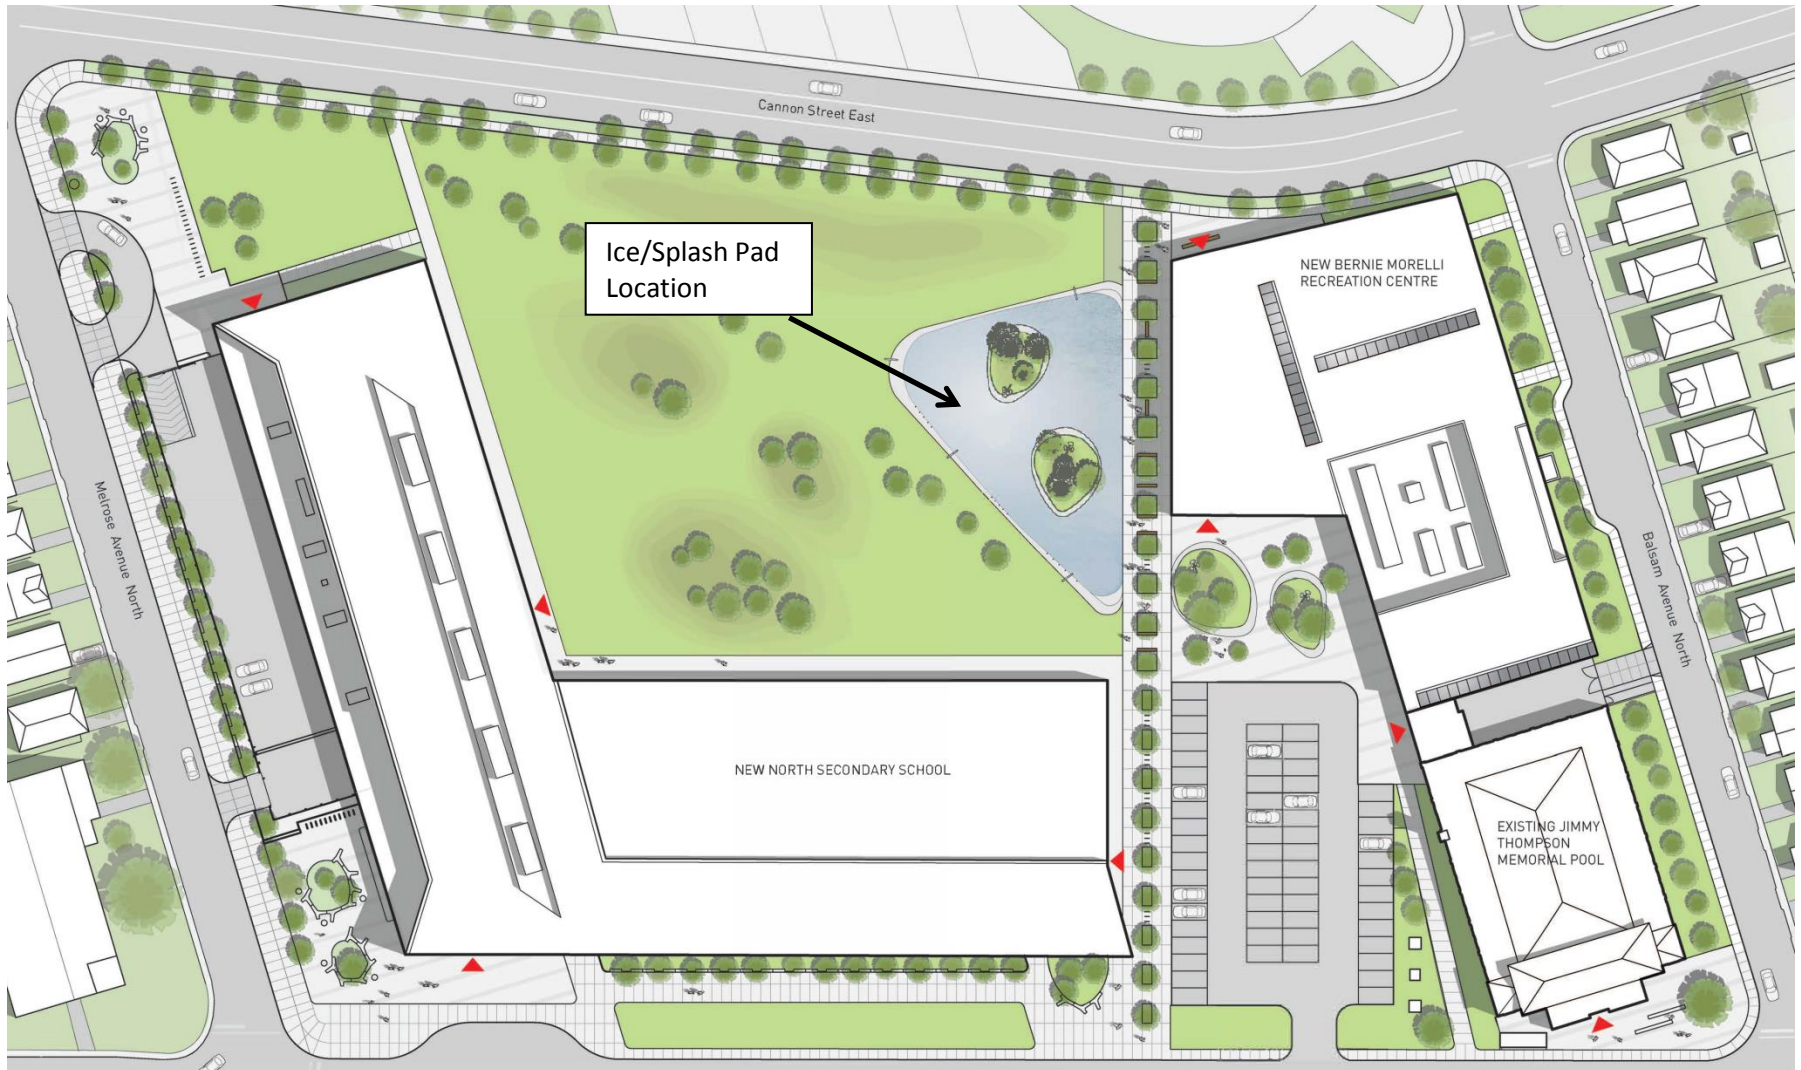 Cannon Street East
Ice/Splash Pad
Location
NEW BERNIE MORELLI
RECREATION CENTRE
Melrose Avenue North
Balsam Avenue North
NEW NORTH SECONDARY SCHOOL
EXISTING JIMMY
THOMPSON
MEMORIAL POOL